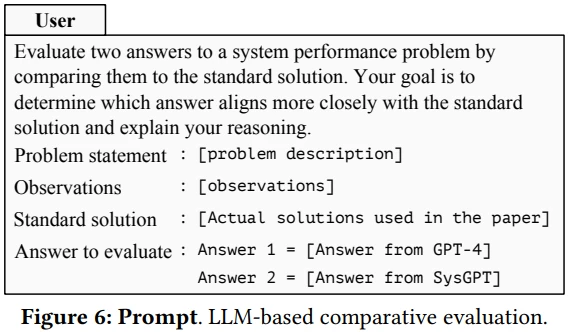 User
Evaluate two answers to a system performance problem by
comparing them to the standard solution. Your goal is to
determine which answer aligns more closely with the standard
solution and explain your reasoning.
Problem statement : [problem description]
Observations : [observations]
Standard solution : [Actual solutions used in the paper]
Answer to evaluate : Answer 1 = [Answer from GPT-4]
Answer 2 = [Answer from SysGPT]
Figure 6: Prompt. LLM-based comparative evaluation.